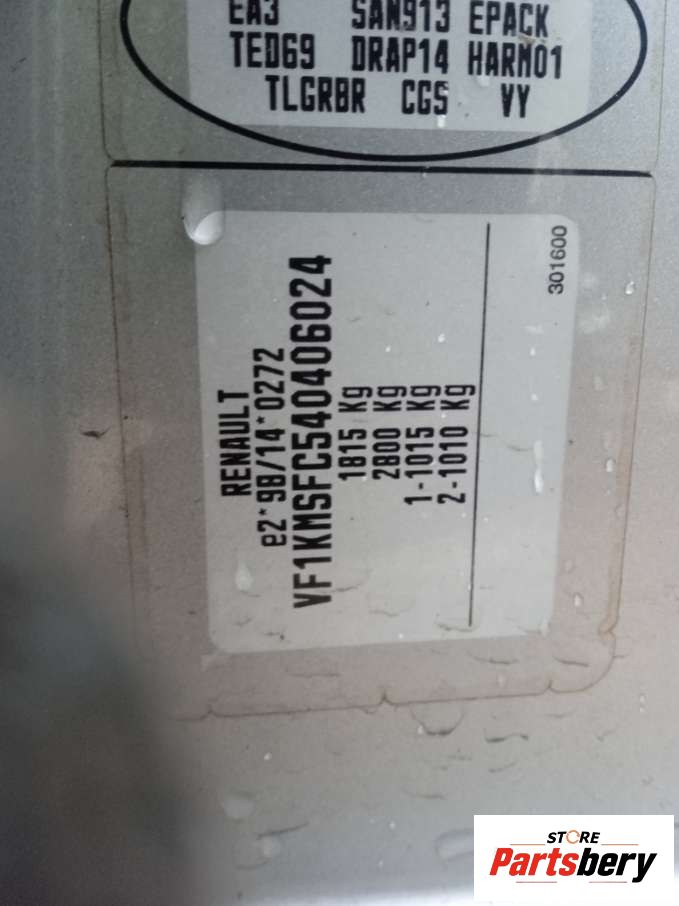 EA3 SAN913 EPACK
TED69 DRAP14 HARM01
TLGRBR CGS VY
RENAULT
e2*98/14*0272
VF1KMSFC540406024
1815 Kg
2800 Kg
1-1015 Kg
2-1010 Kg
301600
STORE
Partsbery